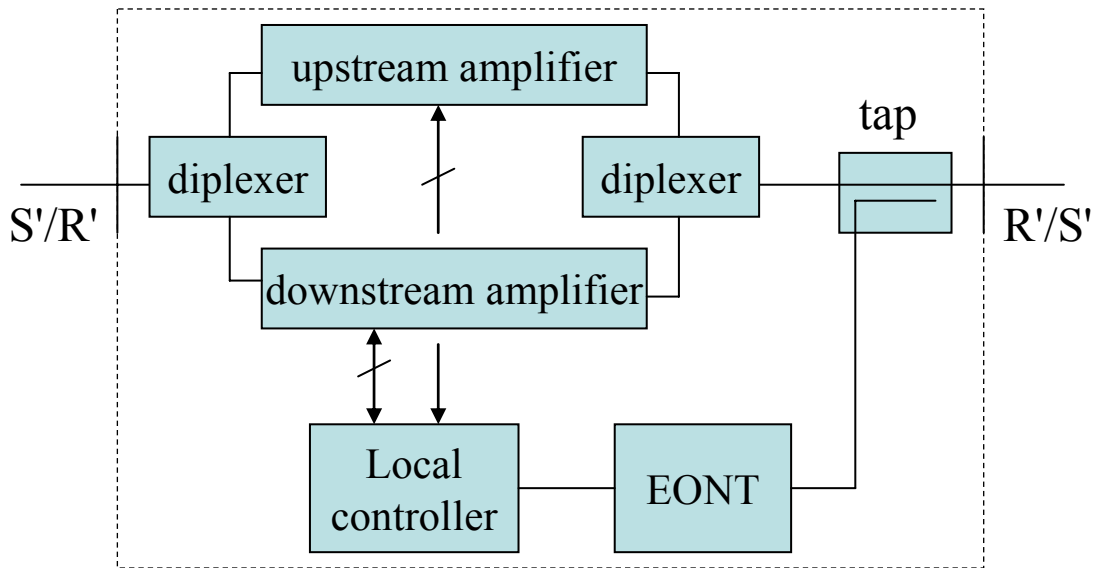 upstream amplifier
tap
diplexer
diplexer
S'/R'
R'/S'
downstream amplifier
Local
controller
EONT